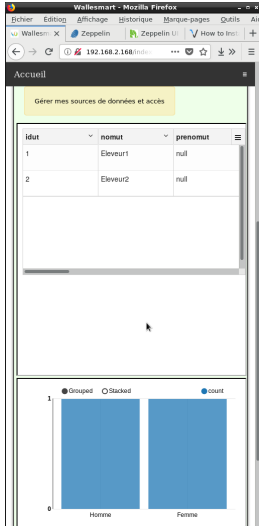 Wallesmart - Mozilla Firefox
Fichier Edition Affichage Historique Marque-pages Outils
Wallesm. X Zeppelin Zeppelin U How to Inst
192.168.2.168/inde
Accueil
Gérer mes sources de données et accès
idut nomut prenomut
1 Eleveur1 null
2 Eleveur2 null
Grouped Stacked count
1
0
Homme Femme